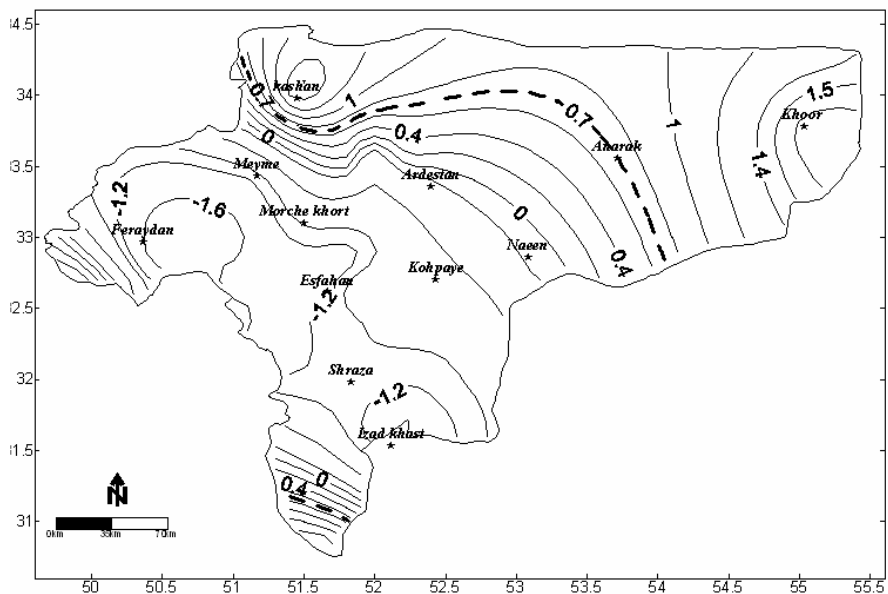 34.5
kashan
1.5
34
0.7
1
0.7
Khoor
0
0.4
1
Anarak
33.5
Meyme
1.4
Ardestan
-1.2
-1.6
Morche khort
0
33
Feraydan
Naeen
0.4
Kohpaye
Esfahan
32.5
-1.2
32
Shraza
-1.2
31.5
Izad khast
0
0.4
N
31
0km 35km 70km
50 50.5 51 51.5 52 52.5 53 53.5 54 54.5 55 55.5